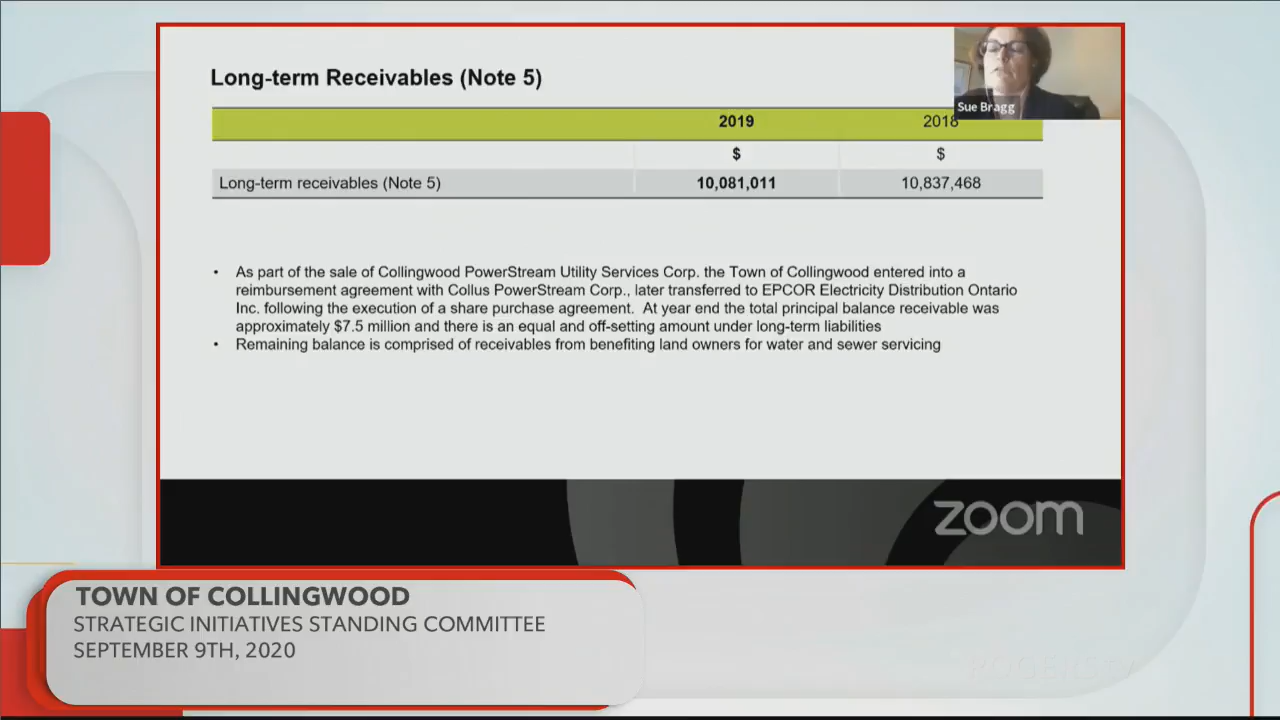 Long-term Receivables (Note 5)
Sue Bragg
2019 2018
$ $
Long-term receivables (Note 5) 10,081,011 10,837,468
• As part of the sale of Collingwood PowerStream Utility Services Corp. the Town of Collingwood entered into a
reimbursement agreement with Collus PowerStream Corp., later transferred to EPCOR Electricity Distribution Ontario
Inc. following the execution of a share purchase agreement. At year end the total principal balance receivable was
approximately $7.5 million and there is an equal and off-setting amount under long-term liabilities
• Remaining balance is comprised of receivables from benefiting land owners for water and sewer servicing
zoom
TOWN OF COLLINGWOOD
STRATEGIC INITIATIVES STANDING COMMITTEE
SEPTEMBER 9TH, 2020
ROGERS TV